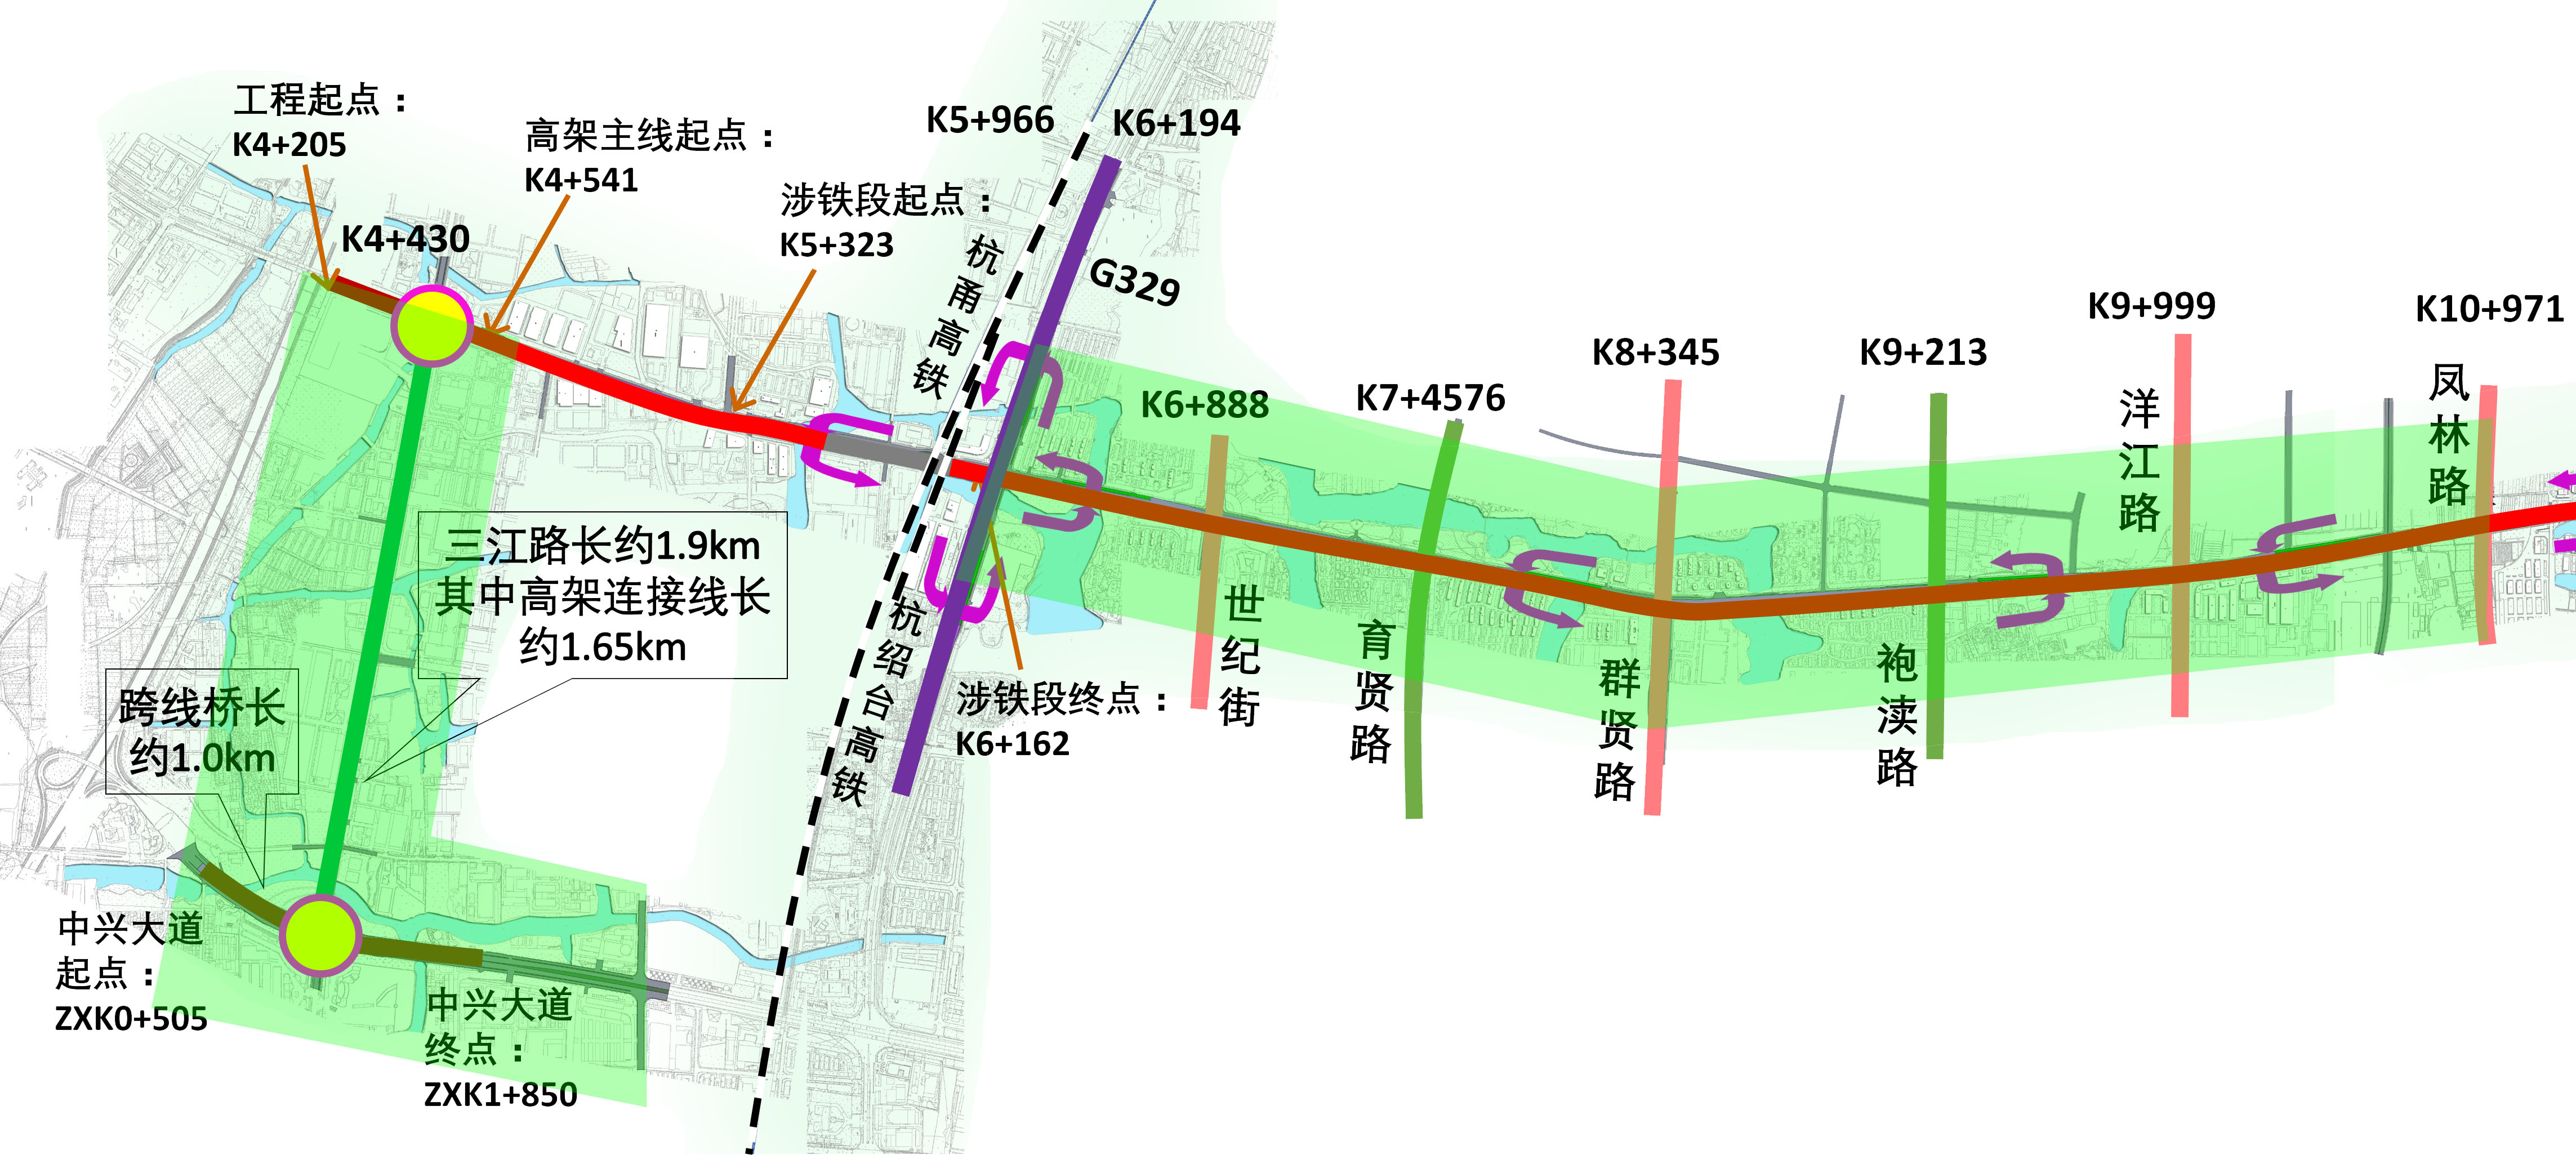 工程起点：
K4+205
K4+430
高架主线起点：
K4+541
涉铁段起点：
K5+323
K5+966
K6+194
杭甬高铁
G329
K6+888
K7+4576
K8+345
K9+213
K9+999
K10+971
洋江路
凤林路
三江路长约1.9km
其中高架连接线长
约1.65km
跨线桥长
约1.0km
杭绍台高铁
涉铁段终点：
K6+162
世纪街
育贤路
群贤路
袍渎路
中兴大道
起点：
ZXK0+505
中兴大道
终点：
ZXK1+850